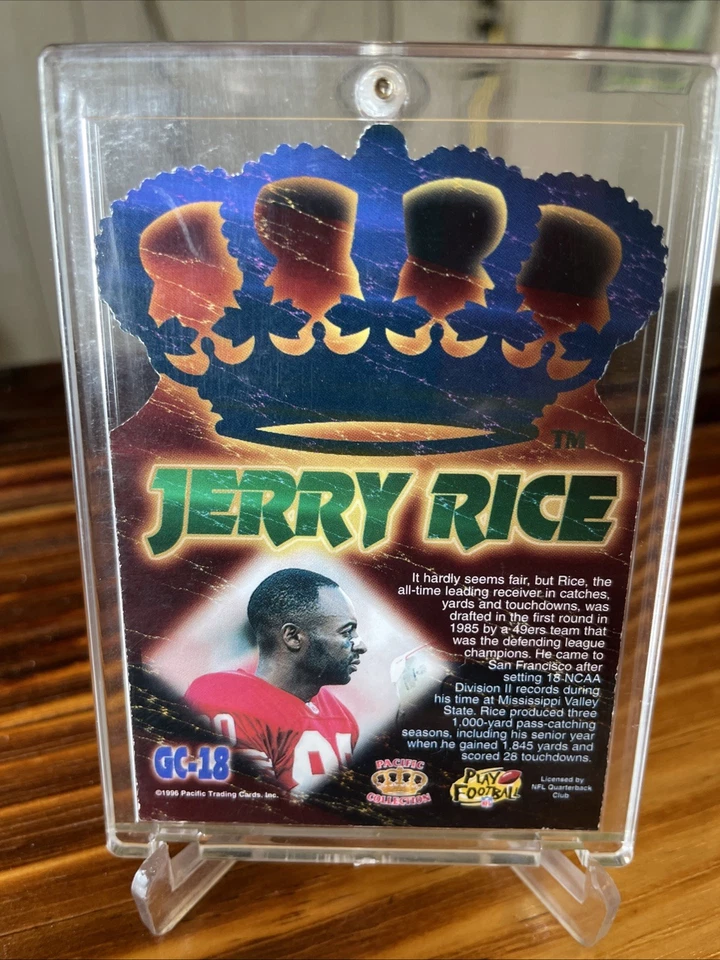 TM
JERRY RICE
It hardly seems fair, but Rice, the
all-time leading receiver in catches,
yards and touchdowns, was
drafted in the first round in
1985 by a 49ers team that
was the defending league
champions. He came to
San Francisco after
setting 18 NCAA
Division II records during
his time at Mississippi Valley
State. Rice produced three
1,000-yard pass-catching
seasons, including his senior year
when he gained 1,845 yards and
scored 28 touchdowns.
GC-18
©1996 Pacific Trading Cards, Inc.
PACIFIC
COLLECTION
PLAY
FOOTBALL
Licensed by
NFL Quarterback
Club